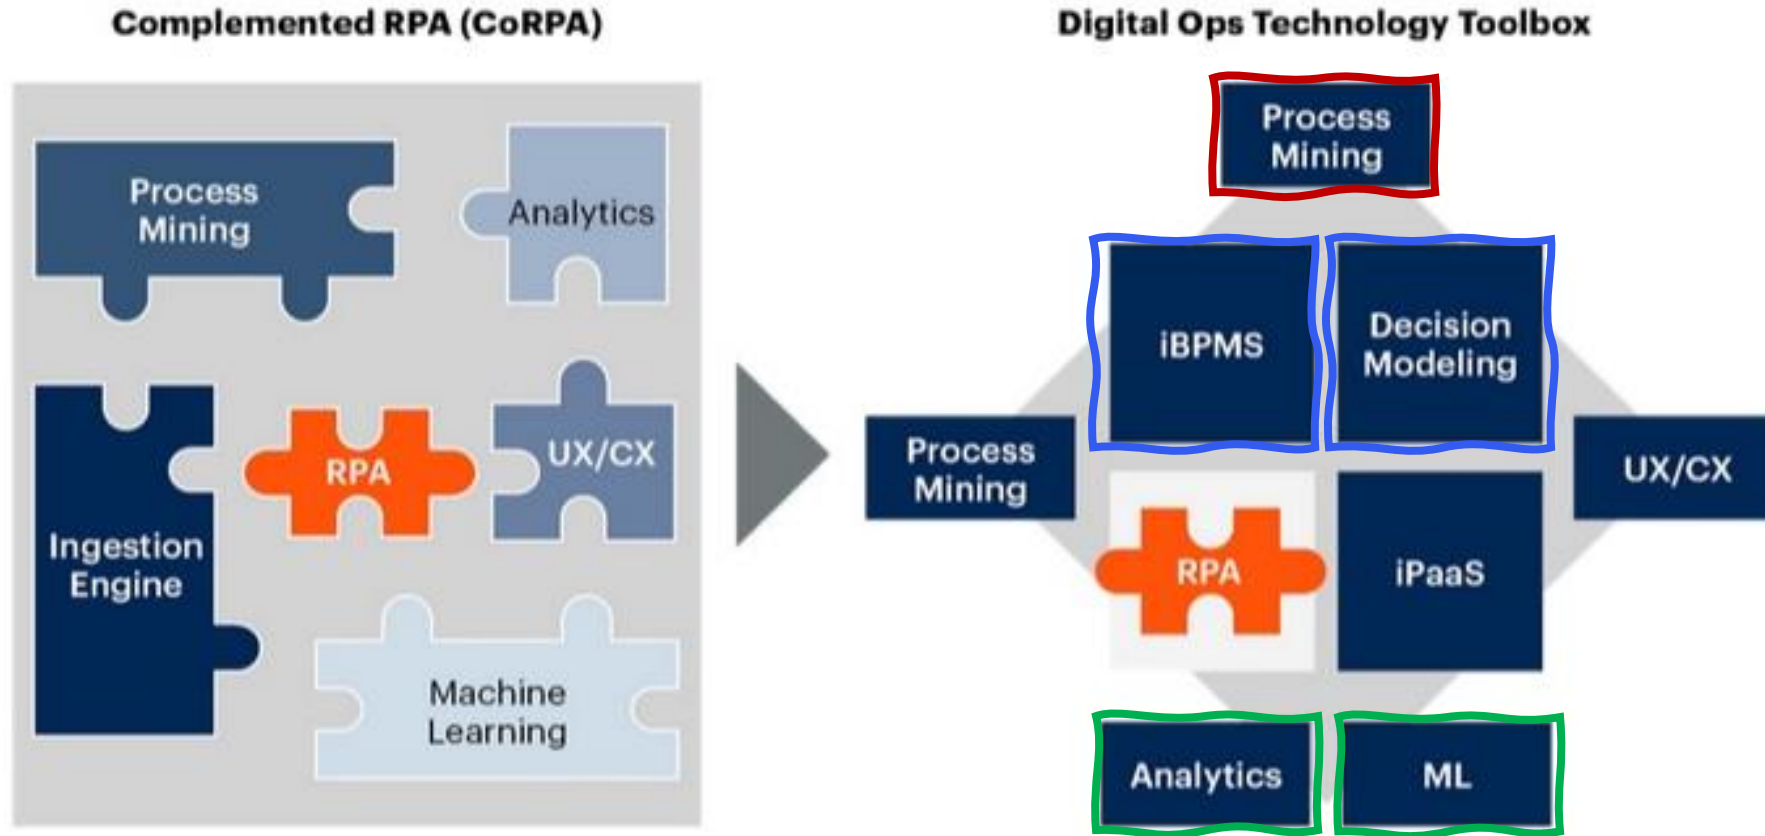 Complemented RPA (CoRPA)
Process
Mining
Analytics
Ingestion
Engine
RPA
UX/CX
Machine
Learning
Digital Ops Technology Toolbox
Process
Mining
iBPMS
Decision
Modeling
Process
Mining
UX/CX
RPA
iPaaS
Analytics
ML